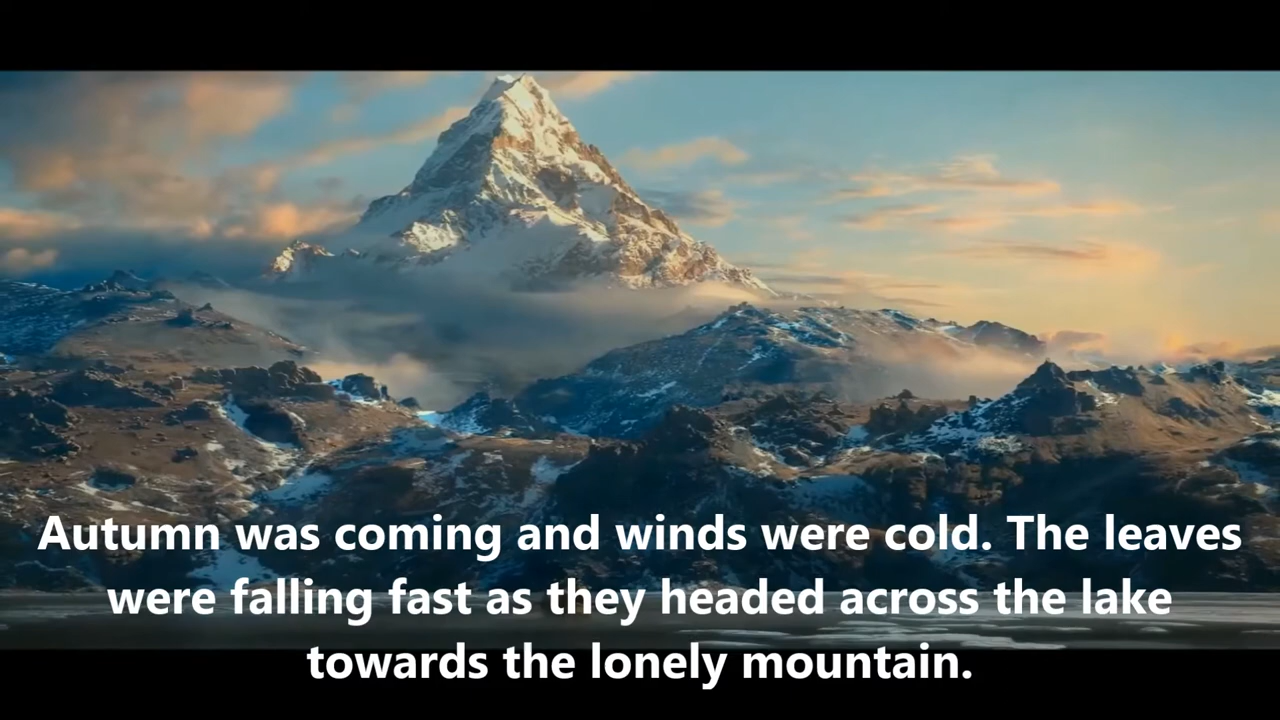 Autumn was coming and winds were cold. The leaves
were falling fast as they headed across the lake
towards the lonely mountain.